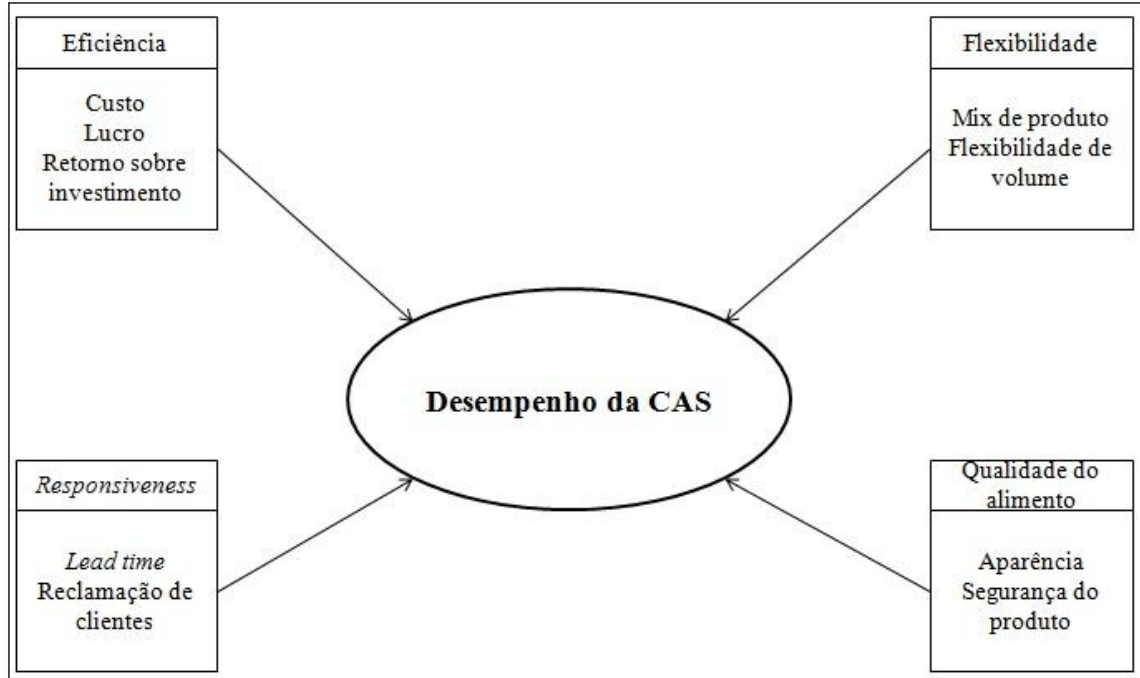 Eficiência
Custo
Lucro
Retorno sobre
investimento
Flexibilidade
Mix de produto
Flexibilidade de
volume
Desempenho da CAS
Responsiveness
Lead time
Reclamação de
clientes
Qualidade do
alimento
Aparência
Segurança do
produto